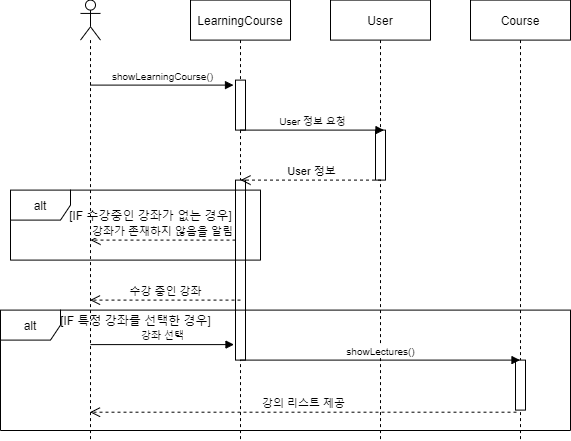 LearningCourse
User
Course
showLearningCourse()
User 정보 요청
User 정보
alt
[IF 수강중인 강좌가 없는 경우]
강좌가 존재하지 않음을 알림
수강 중인 강좌
alt
[IF 특정 강좌를 선택한 경우]
강좌 선택
showLectures()
강의 리스트 제공